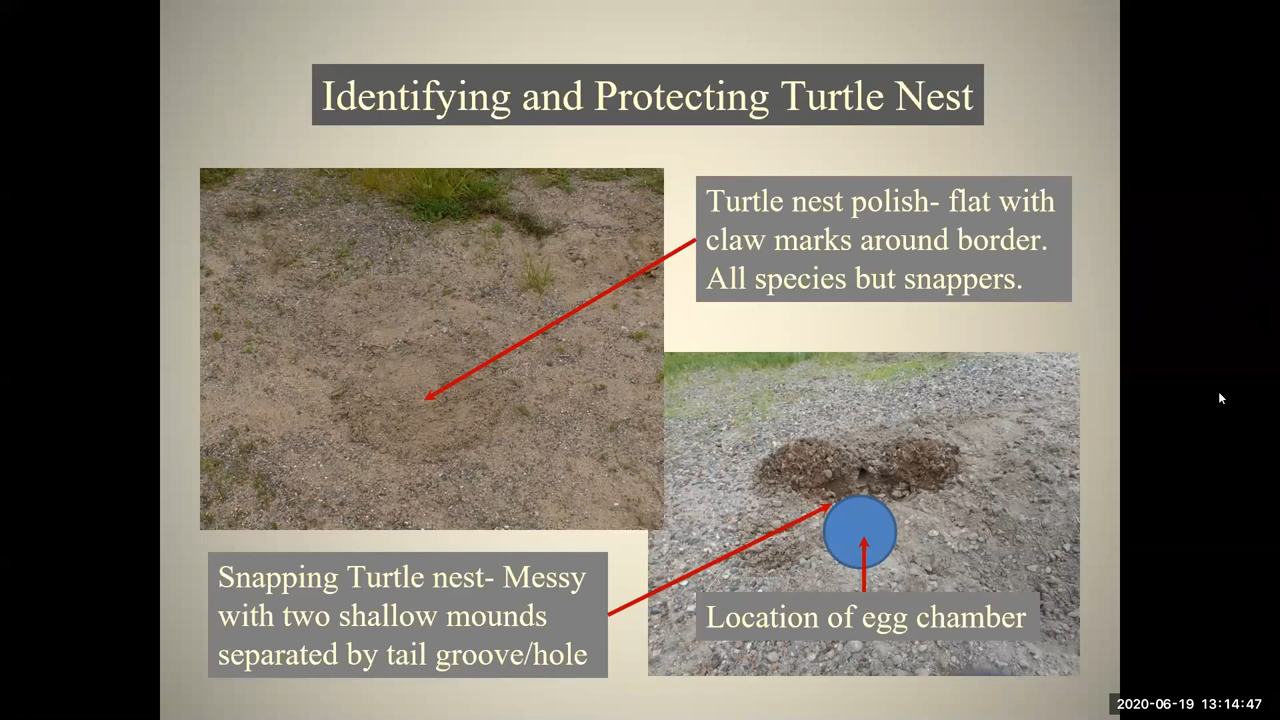 Identifying and Protecting Turtle Nest
Turtle nest polish- flat with
claw marks around border.
All species but snappers.
Snapping Turtle nest- Messy
with two shallow mounds
separated by tail groove/hole
Location of egg chamber
2020-06-19 13:14:47